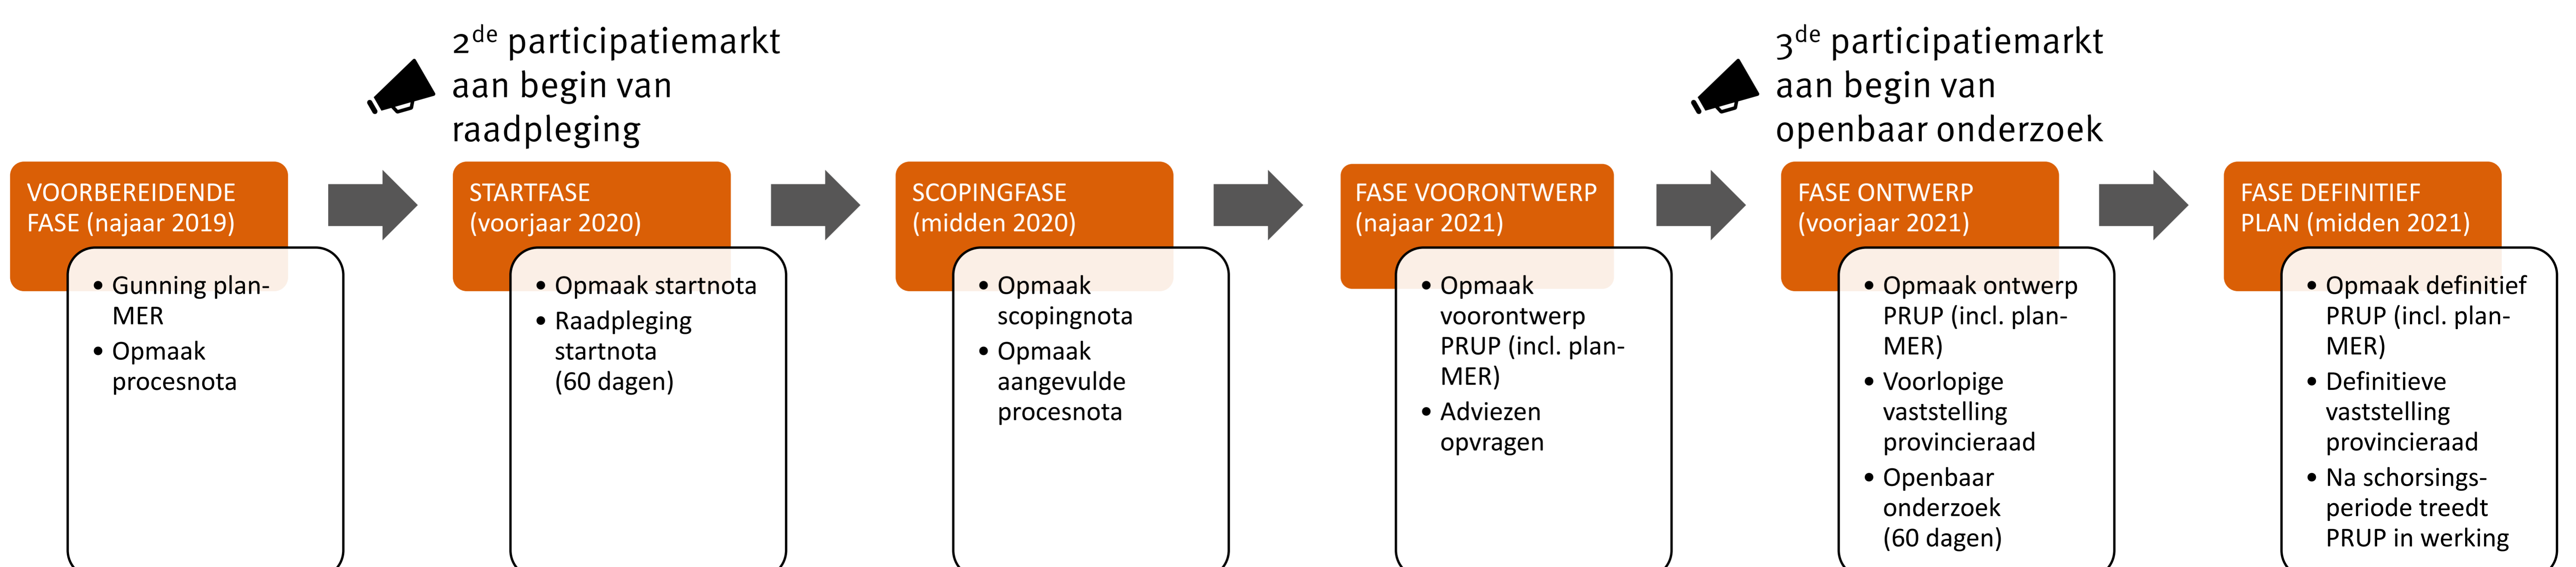 2de participatiemarkt
aan begin van
raadpleging
3de participatiemarkt
aan begin van
openbaar onderzoek
VOORBEREIDENDE
FASE (najaar 2019)
• Gunning plan-
MER
• Opmaak
procesnota
STARTFASE
(voorjaar 2020)
• Opmaak startnota
• Raadpleging
startnota
(60 dagen)
SCOPINGFASE
(midden 2020)
• Opmaak
scopingnota
• Opmaak
aangevulde
procesnota
FASE VOORONTWERP
(najaar 2021)
• Opmaak
voorontwerp
PRUP (incl. plan-
MER)
• Adviezen
opvragen
FASE ONTWERP
(voorjaar 2021)
• Opmaak ontwerp
PRUP (incl. plan-
MER)
• Voorlopige
vaststelling
provincieraad
• Openbaar
onderzoek
(60 dagen)
FASE DEFINITIEF
PLAN (midden 2021)
• Opmaak definitief
PRUP (incl. plan-
MER)
• Definitieve
vaststelling
provincieraad
• Na schorsings-
periode treedt
PRUP in werking